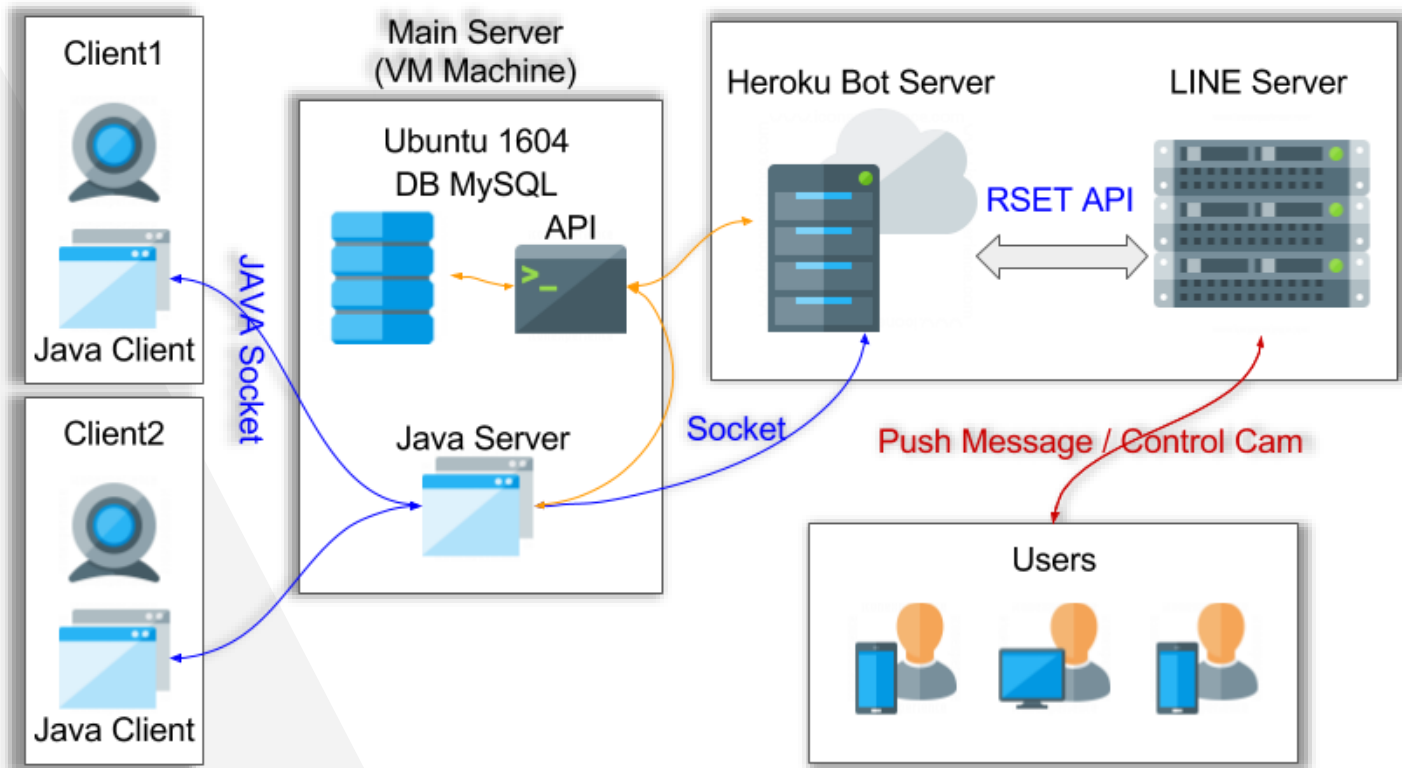 Client1
Java Client
Client2
Java Client
JAVA Socket
Main Server
(VM Machine)
Ubuntu 1604
DB MySQL
API
>_
Java Server
Socket
Heroku Bot Server
LINE Server
RSET API
Push Message / Control Cam
Users